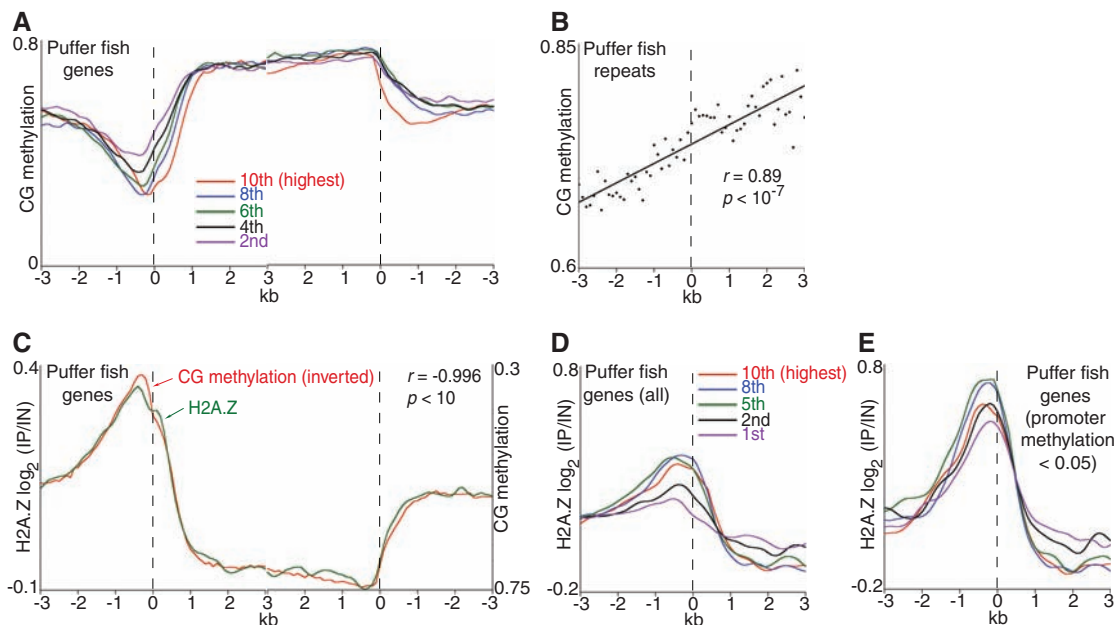 A
Puffer fish
genes
0.8
CG methylation
0
10th (highest)
8th
6th
4th
2nd
-3 -2 -1 0 1 2 3 2 1 0 -1 -2 -3
kb
B
Puffer fish
repeats
0.85
CG methylation
0.6
r = 0.89
p < 10-7
-3 -2 -1 0 1 2 3
kb
C
Puffer fish
genes
0.4
H2A.Z log2 (IP/IN)
-0.1
CG methylation (inverted)
H2A.Z
r = -0.996
p < 10
0.3
CG methylation
0.75
-3 -2 -1 0 1 2 3 2 1 0 -1 -2 -3
kb
D
Puffer fish
genes (all)
0.8
H2A.Z log2 (IP/IN)
-0.2
10th (highest)
8th
5th
2nd
1st
-3 -2 -1 0 1 2 3
kb
E
Puffer fish
genes
(promoter
methylation
< 0.05)
0.8
H2A.Z log2 (IP/IN)
-0.2
-3 -2 -1 0 1 2 3
kb